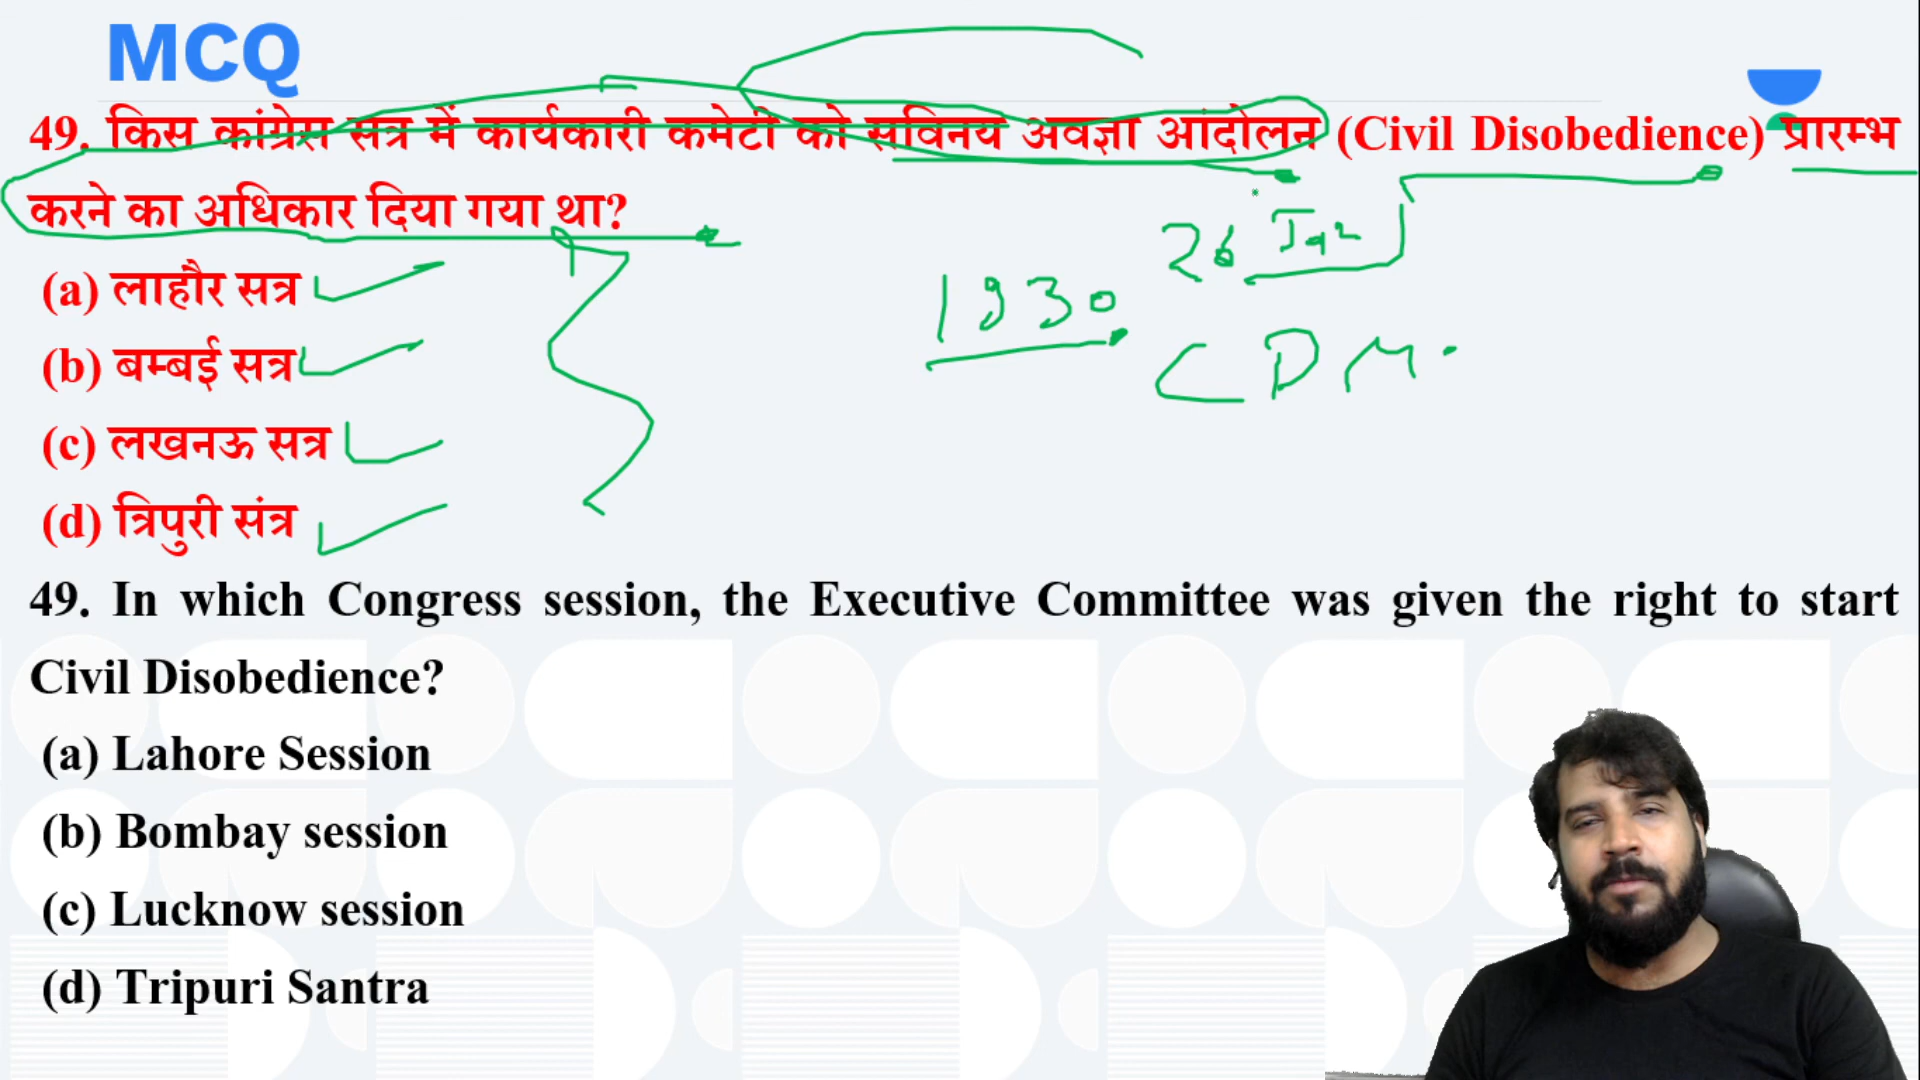 MCQ
49. किस कांग्रेस सत्र में कार्यकारी कमेटी को सविनय अवज्ञा आंदोलन (Civil Disobedience) प्रारम्भ
करने का अधिकार दिया गया था?
26 Jan
(a) लाहौर सत्र
1930
(b) बम्बई सत्र
CDM.
(c) लखनऊ सत्र
(d) त्रिपुरी संत्र
49. In which Congress session, the Executive Committee was given the right to start
Civil Disobedience?
(a) Lahore Session
(b) Bombay session
(c) Lucknow session
(d) Tripuri Santra